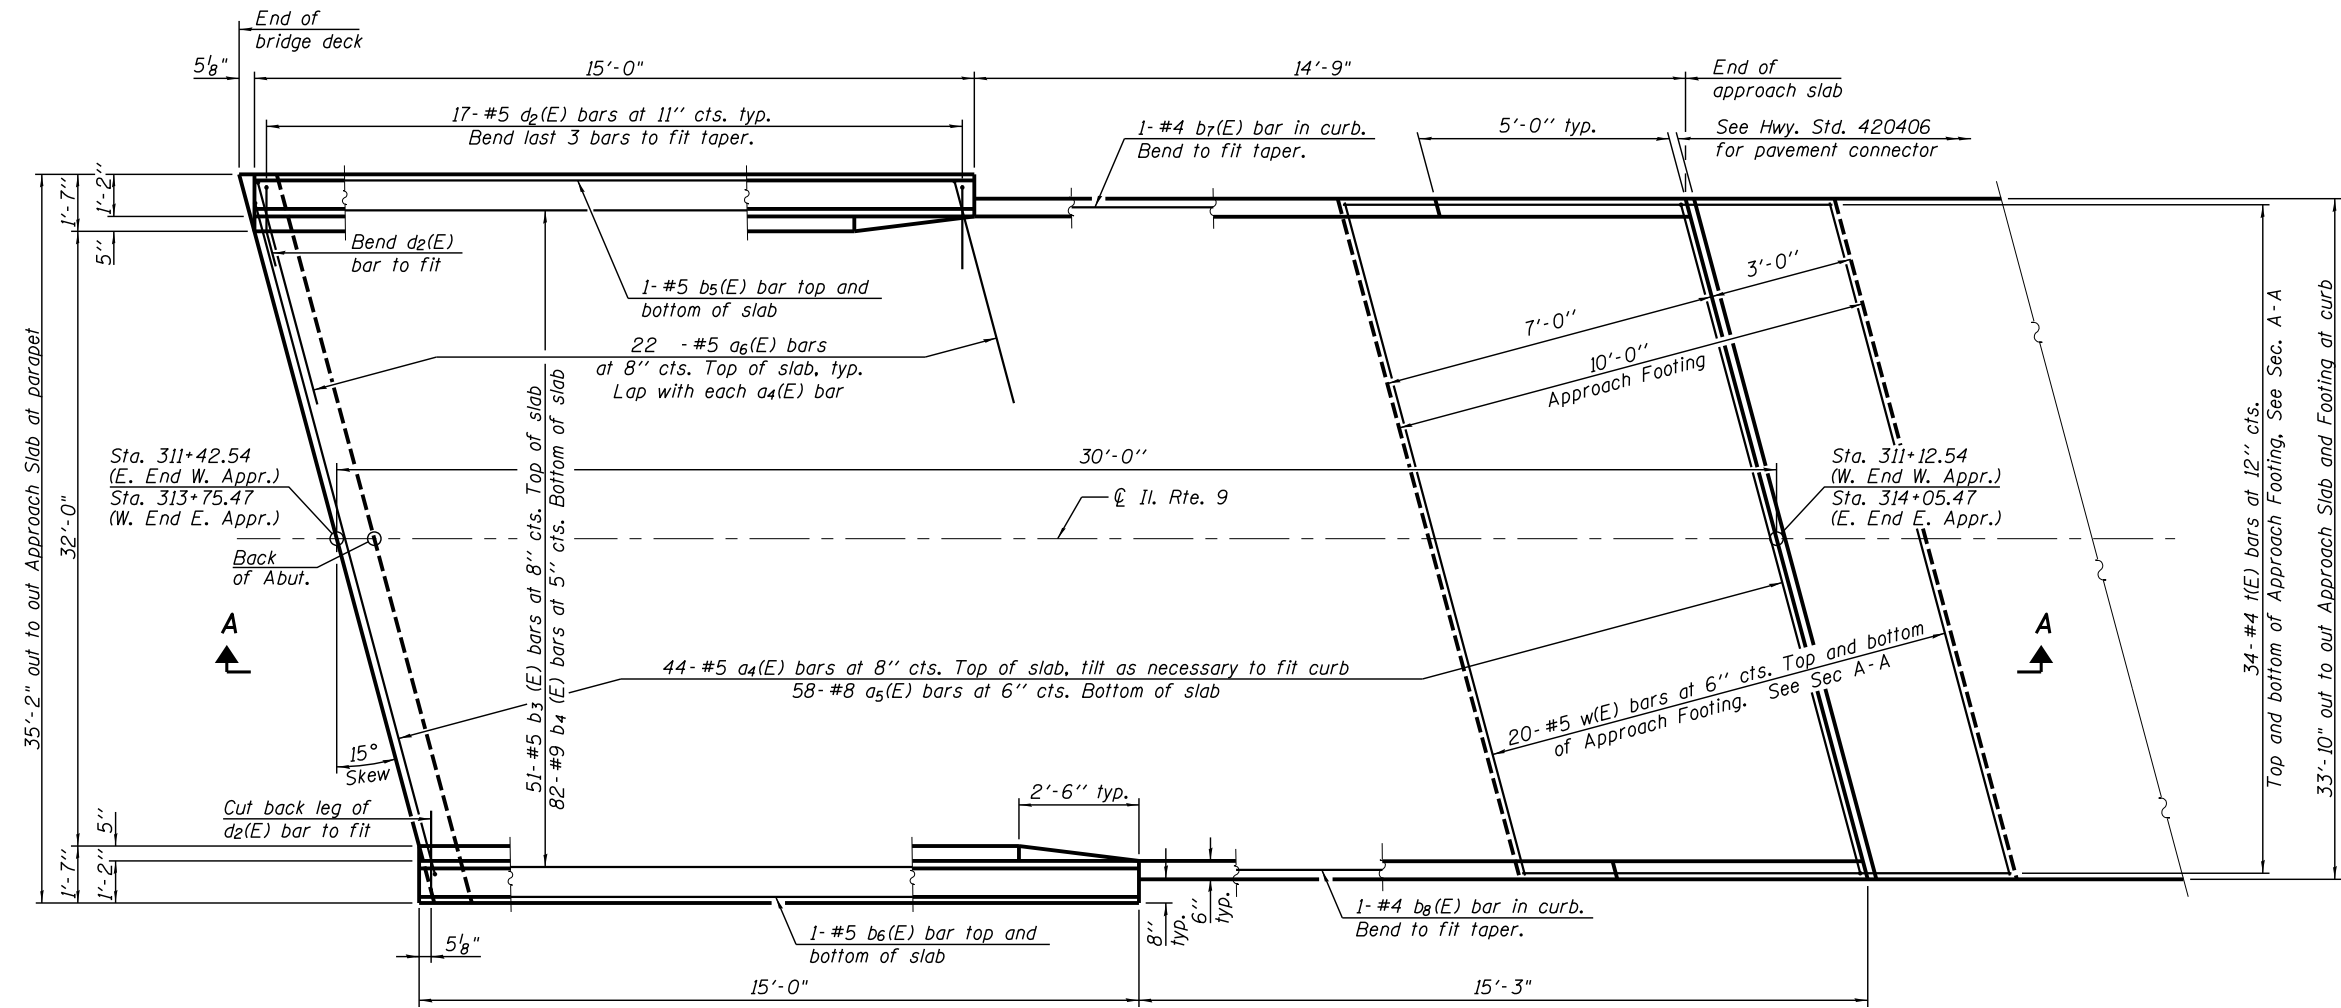 End of
bridge deck
5⅛"
15'-0"
14'-9"
End of
approach slab
17-#5 d2(E) bars at 11'' cts. typ.
Bend last 3 bars to fit taper.
1-#4 b7(E) bar in curb.
Bend to fit taper.
5'-0'' typ.
See Hwy. Std. 420406
for pavement connector
1'-7''
1'-2''
5''
Bend d2(E)
bar to fit
1-#5 b5(E) bar top and
bottom of slab
3'-0''
7'-0''
10'-0''
Approach Footing
22 -#5 a6(E) bars
at 8'' cts. Top of slab, typ.
Lap with each a4(E) bar
35'-2" out to out Approach Slab at parapet
32'-0"
51-#5 b3 (E) bars at 8'' cts. Top of slab
82-#9 b4 (E) bars at 5'' cts. Bottom of slab
34-#4 t(E) bars at 12'' cts.
Top and bottom of Approach Footing, See Sec. A-A
33'-10" out to out Approach Slab and Footing at curb
Sta. 311+42.54
(E. End W. Appr.)
Sta. 313+75.47
(W. End E. Appr.)
30'-0''
Sta. 311+12.54
(W. End W. Appr.)
Sta. 314+05.47
(E. End E. Appr.)
℄ Il. Rte. 9
Back
of Abut.
A
A
44-#5 a4(E) bars at 8'' cts. Top of slab, tilt as necessary to fit curb
58-#8 a5(E) bars at 6'' cts. Bottom of slab
20-#5 w(E) bars at 6'' cts. Top and bottom
of Approach Footing. See Sec A-A
15°
Skew
Cut back leg of
d2(E) bar to fit
2'-6'' typ.
5''
1'-7''
1'-2''
1-#5 b6(E) bar top and
bottom of slab
8''
typ.
6''
typ.
1-#4 b8(E) bar in curb.
Bend to fit taper.
5⅛"
15'-0"
15'-3"